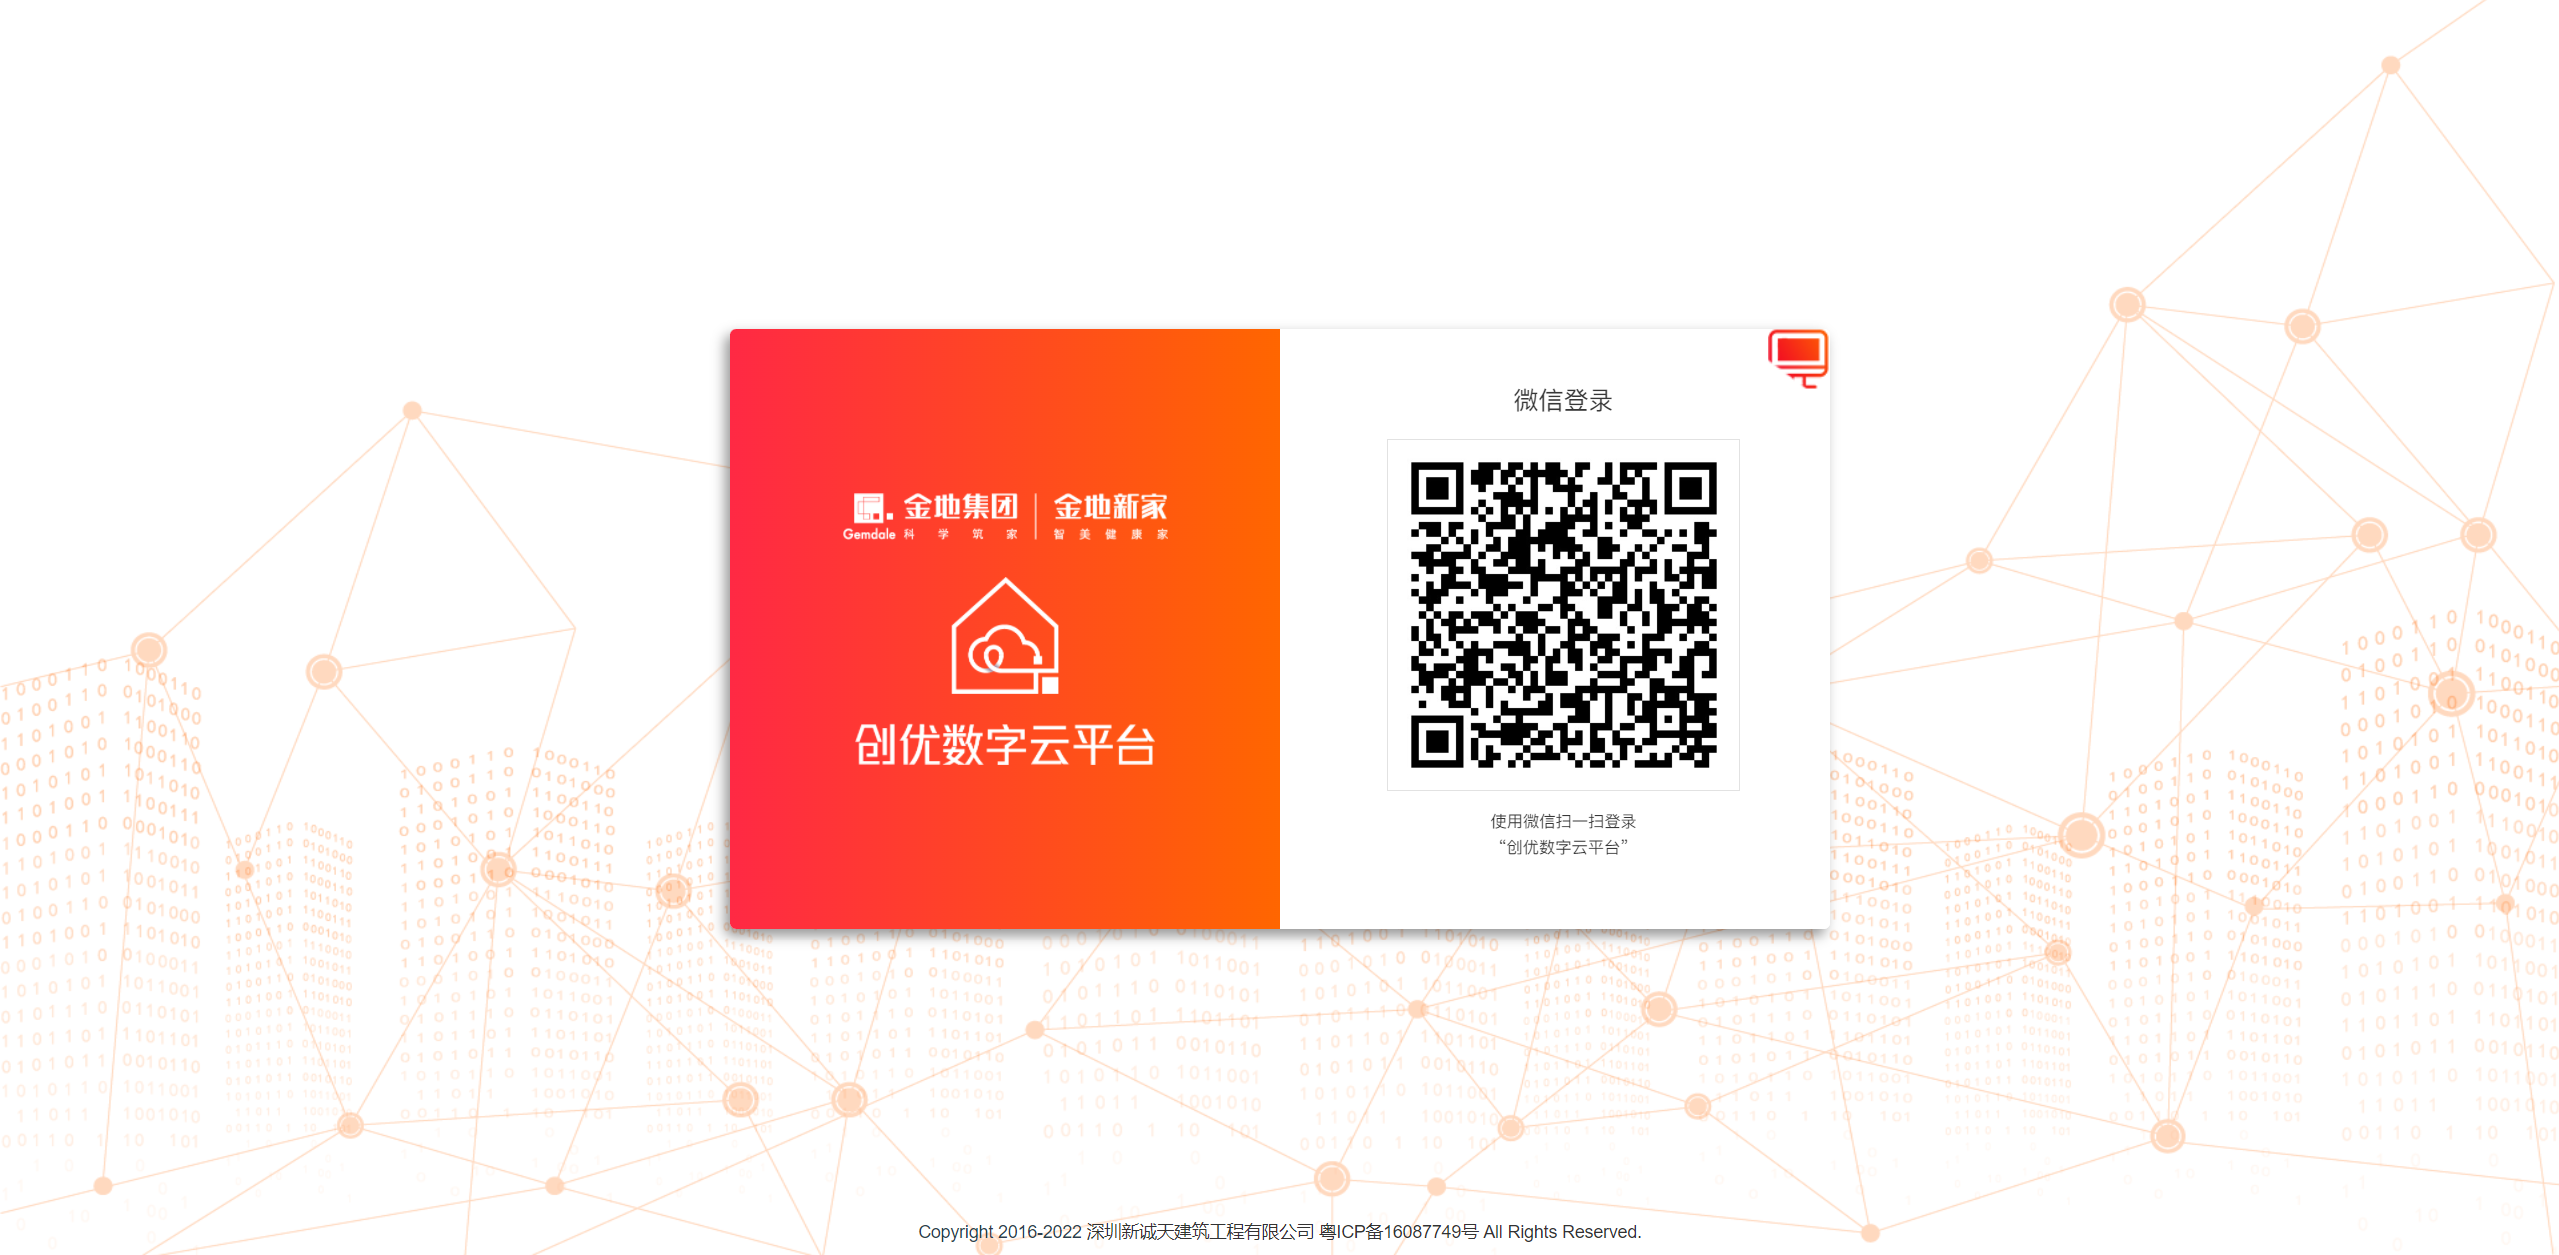 金地集团 | 金地新家
Gemdale 科学筑家 智美健康家
创优数字云平台
微信登录
使用微信扫一扫登录
“创优数字云平台”
Copyright 2016-2022 深圳新诚天建筑工程有限公司 粤ICP备16087749号 All Rights Reserved.